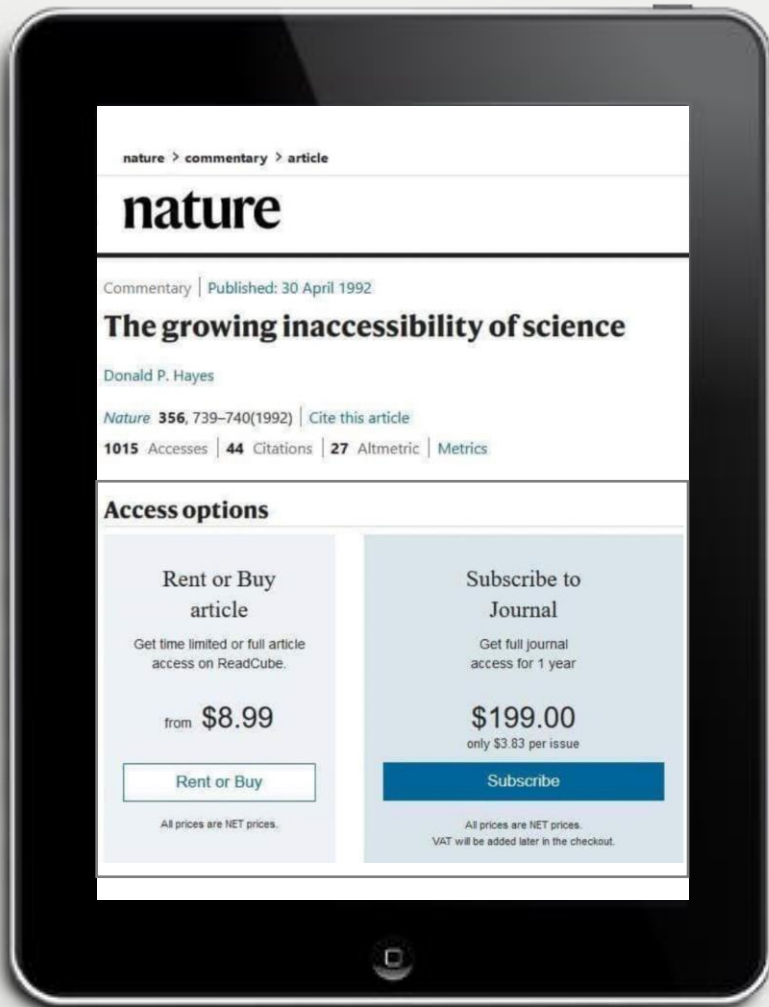 nature > commentary > article
nature
Commentary | Published: 30 April 1992
The growing inaccessibility of science
Donald P. Hayes
Nature 356, 739–740(1992) | Cite this article
1015 Accesses | 44 Citations | 27 Altmetric | Metrics
Access options
Rent or Buy
article
Get time limited or full article
access on ReadCube.
from $8.99
Rent or Buy
All prices are NET prices.
Subscribe to
Journal
Get full journal
access for 1 year
$199.00
only $3.83 per issue
Subscribe
All prices are NET prices.
VAT will be added later in the checkout.